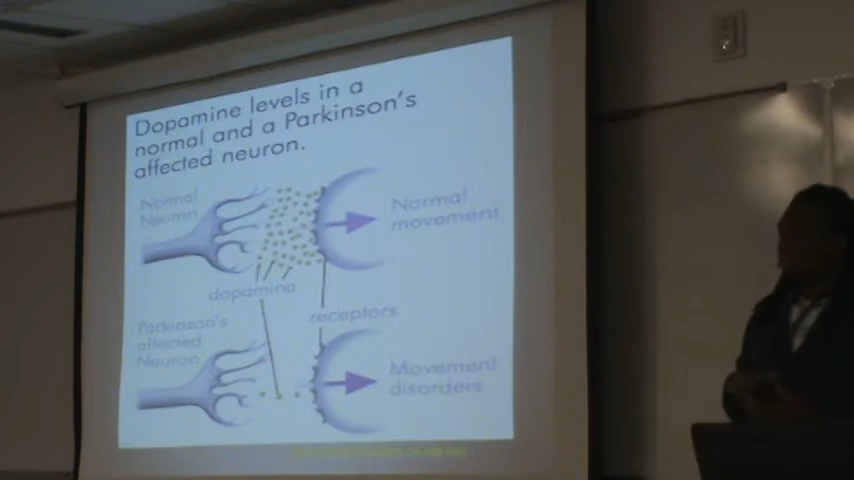 Dopamine levels in a
normal and a Parkinson's
affected neuron.
Normal
Neuron
Normal
movement
dopamine
receptors
Parkinson's
affected
Neuron
Movement
disorders